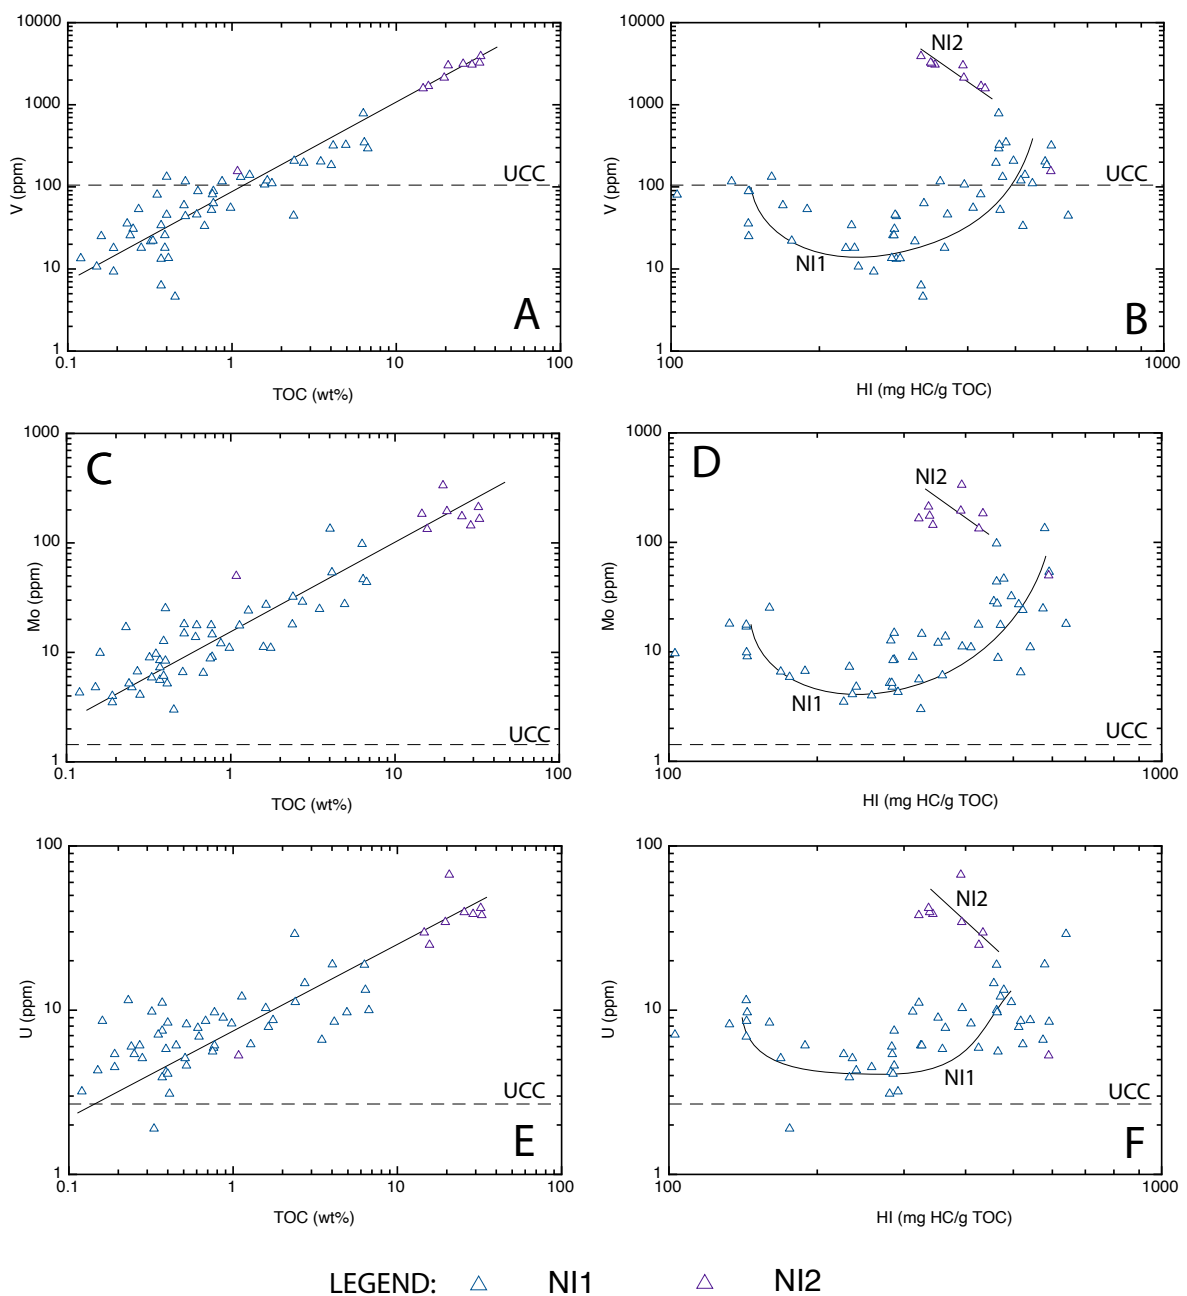 10000
1000
100
10
1
V (ppm)
UCC
A
0.1
1
10
100
TOC (wt%)
10000
1000
100
10
1
V (ppm)
NI2
UCC
NI1
B
100
1000
HI (mg HC/g TOC)
1000
100
10
1
Mo (ppm)
C
UCC
0.1
1
10
100
TOC (wt%)
1000
100
10
1
Mo (ppm)
D
NI2
NI1
UCC
100
1000
HI (mg HC/g TOC)
100
10
1
U (ppm)
UCC
E
0.1
1
10
100
TOC (wt%)
100
10
1
U (ppm)
NI2
NI1
UCC
F
100
1000
HI (mg HC/g TOC)
LEGEND: NI1 NI2